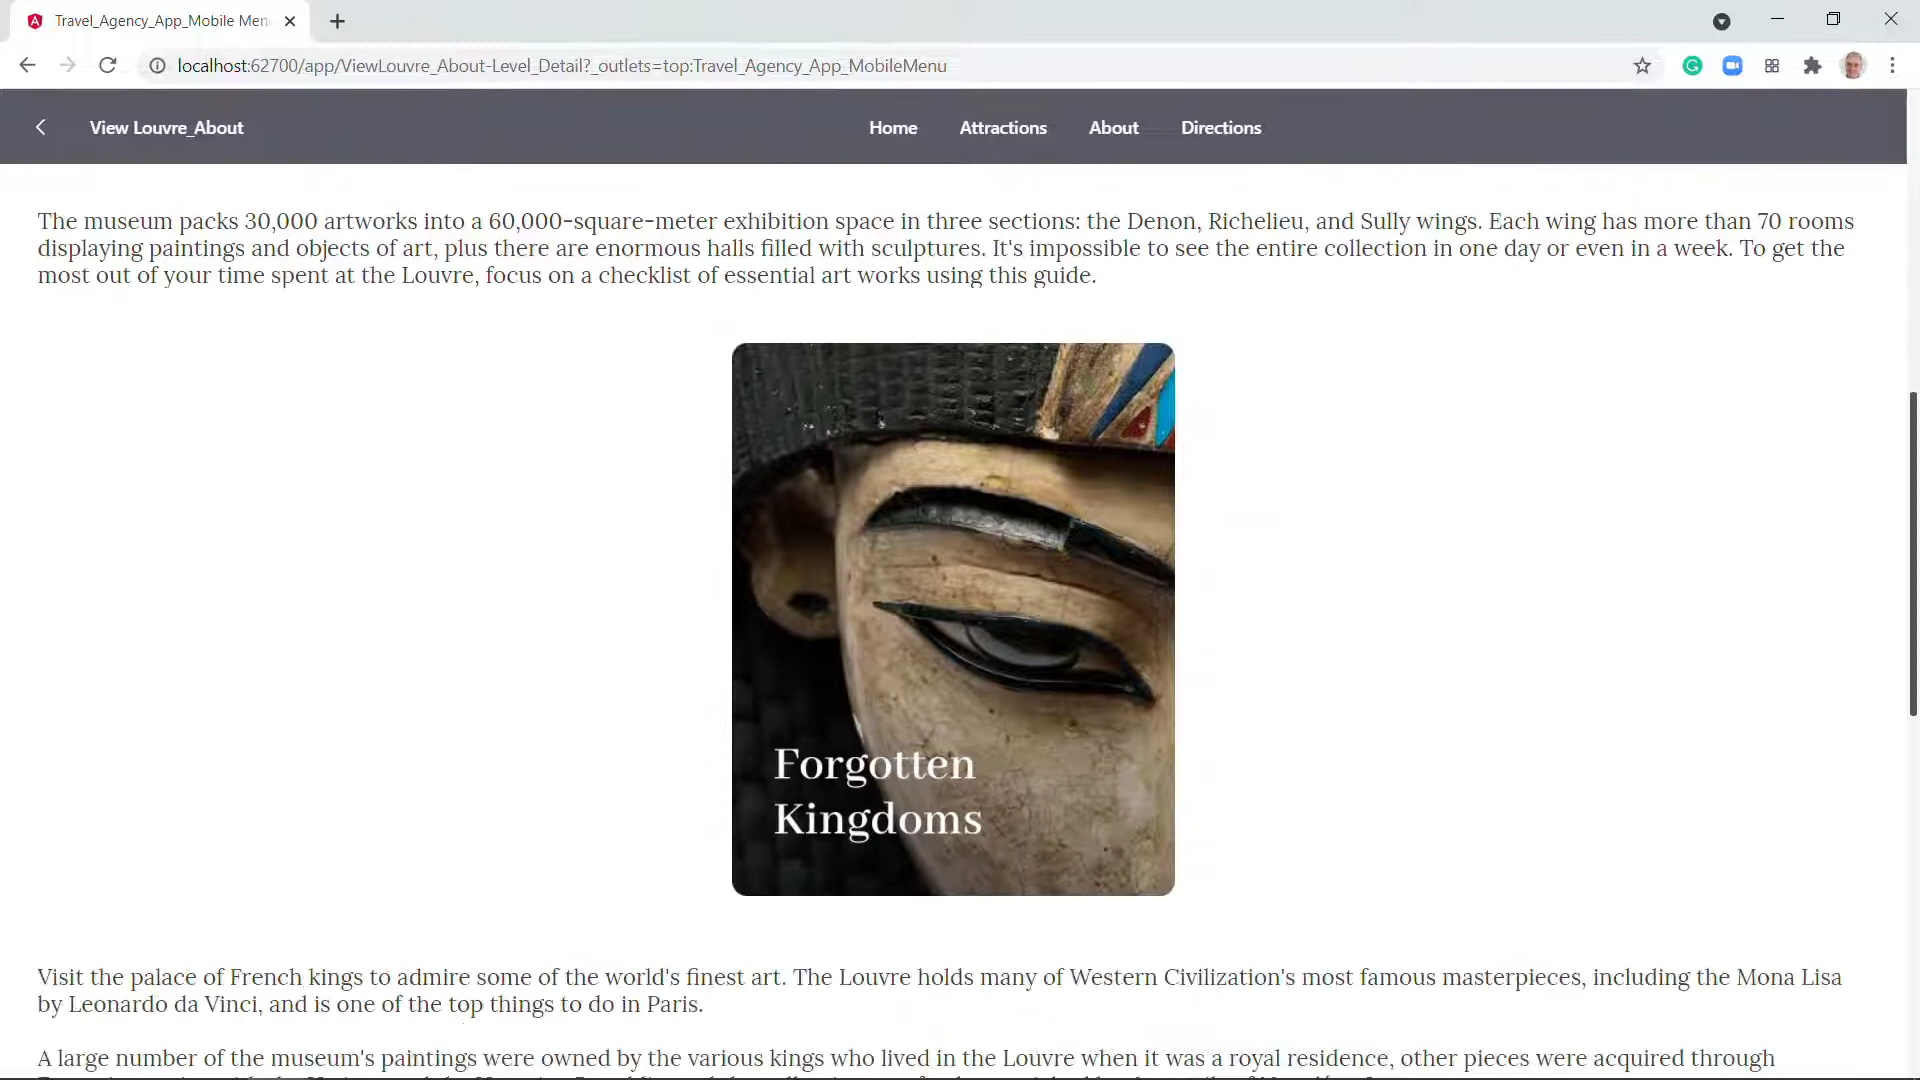 Travel_Agency_App_Mobile Men
localhost:62700/app/ViewLouvre_About-Level_Detail?_outlets=top:Travel_Agency_App_MobileMenu
View Louvre_About
Home
Attractions
About
Directions
The museum packs 30,000 artworks into a 60,000-square-meter exhibition space in three sections: the Denon, Richelieu, and Sully wings. Each wing has more than 70 rooms
displaying paintings and objects of art, plus there are enormous halls filled with sculptures. It's impossible to see the entire collection in one day or even in a week. To get the
most out of your time spent at the Louvre, focus on a checklist of essential art works using this guide.
Forgotten
Kingdoms
Visit the palace of French kings to admire some of the world's finest art. The Louvre holds many of Western Civilization's most famous masterpieces, including the Mona Lisa
by Leonardo da Vinci, and is one of the top things to do in Paris.
A large number of the museum's paintings were owned by the various kings who lived in the Louvre when it was a royal residence, other pieces were acquired through